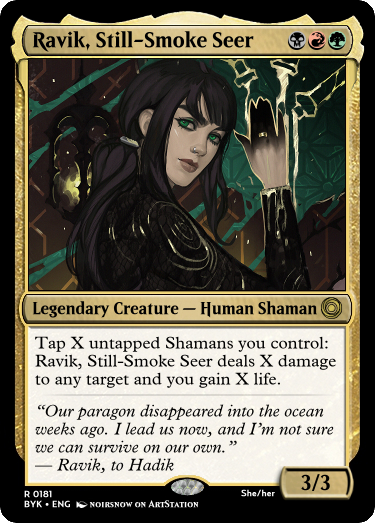 Ravik, Still-Smoke Seer
Legendary Creature — Human Shaman
Tap X untapped Shamans you control:
Ravik, Still-Smoke Seer deals X damage
to any target and you gain X life.
“Our paragon disappeared into the ocean
weeks ago. I lead us now, and I’m not sure
we can survive on our own.”
— Ravik, to Hadik
3/3
R 0181
She/her
BYK • ENG NOIRSNOW ON ARTSTATION